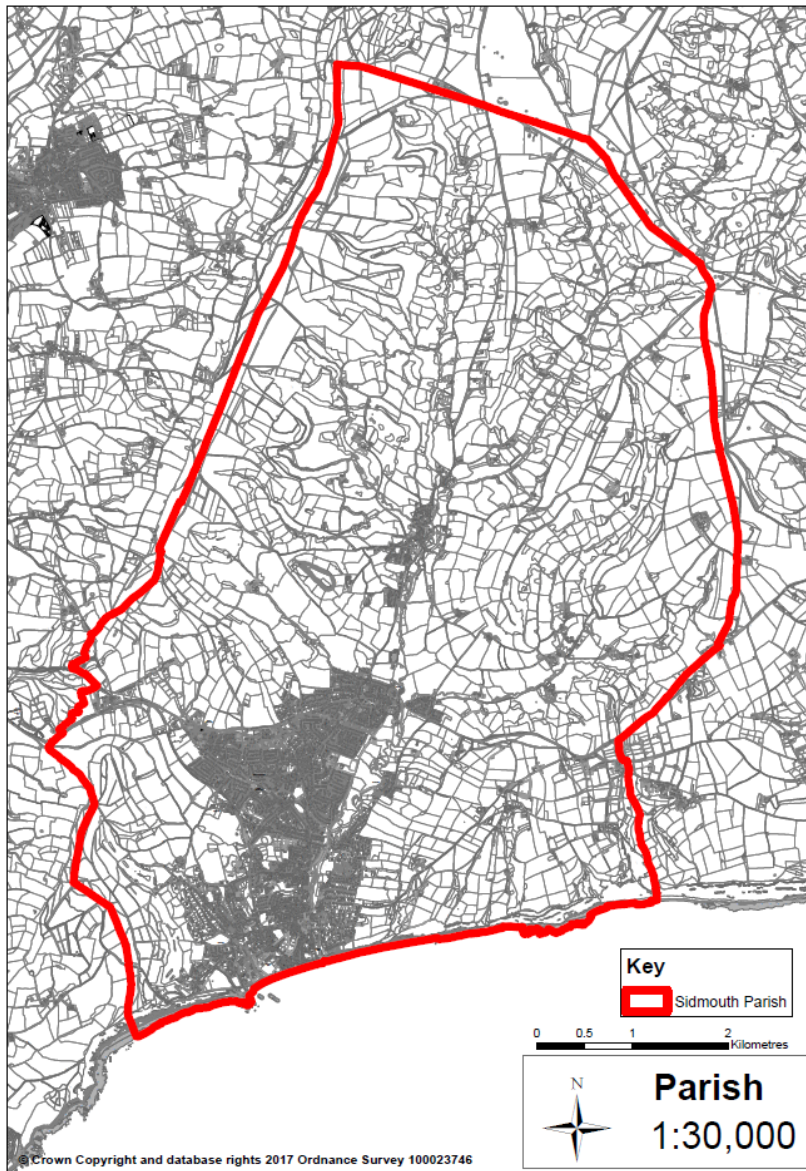 Key
Sidmouth Parish
0 0.5 1 2
Kilometres
N
Parish
1:30,000
© Crown Copyright and database rights 2017 Ordnance Survey 100023746